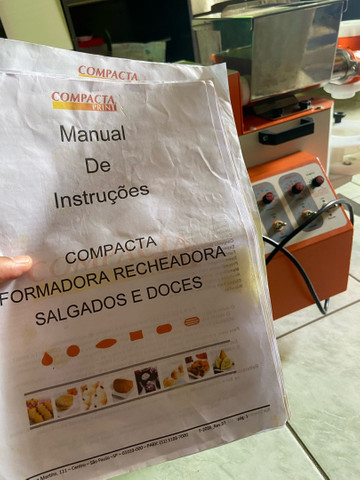 COMPACTA
COMPACTA
PRINT
Manual
De
Instruções
COMPACTA
FORMADORA RECHEADORA
SALGADOS E DOCES